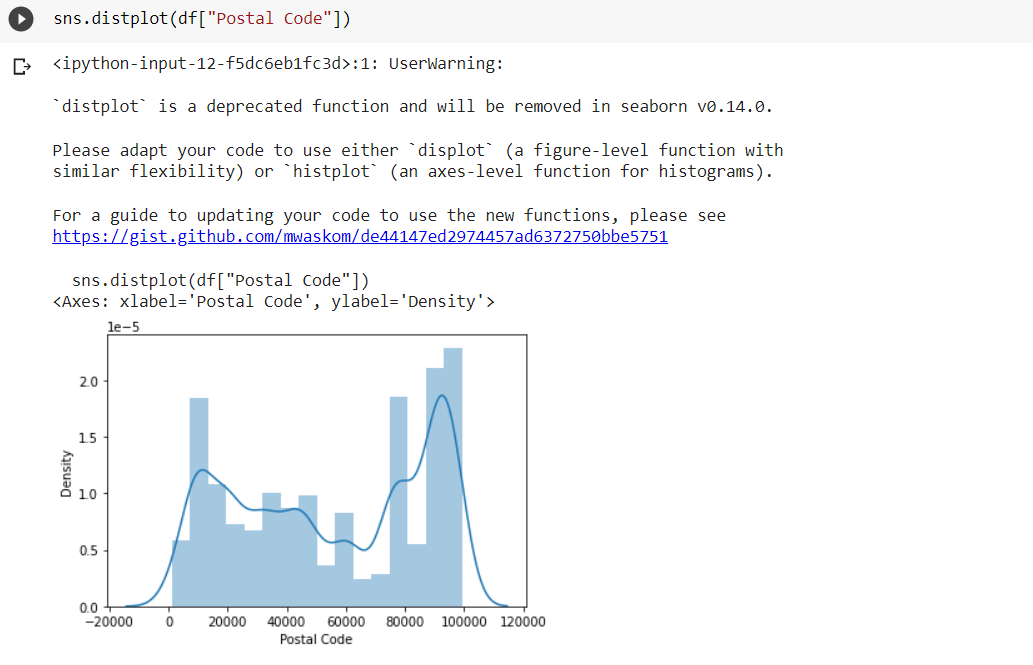 sns.distplot(df["Postal Code"])
<ipython-input-12-f5dc6eb1fc3d>:1: UserWarning:
`distplot` is a deprecated function and will be removed in seaborn v0.14.0.
Please adapt your code to use either `displot` (a figure-level function with
similar flexibility) or `histplot` (an axes-level function for histograms).
For a guide to updating your code to use the new functions, please see
https://gist.github.com/mwaskom/de44147ed2974457ad6372750bbe5751
sns.distplot(df["Postal Code"])
<Axes: xlabel='Postal Code', ylabel='Density'>
1e−5
2.0
1.5
1.0
0.5
0.0
Density
−20000 0 20000 40000 60000 80000 100000 120000
Postal Code